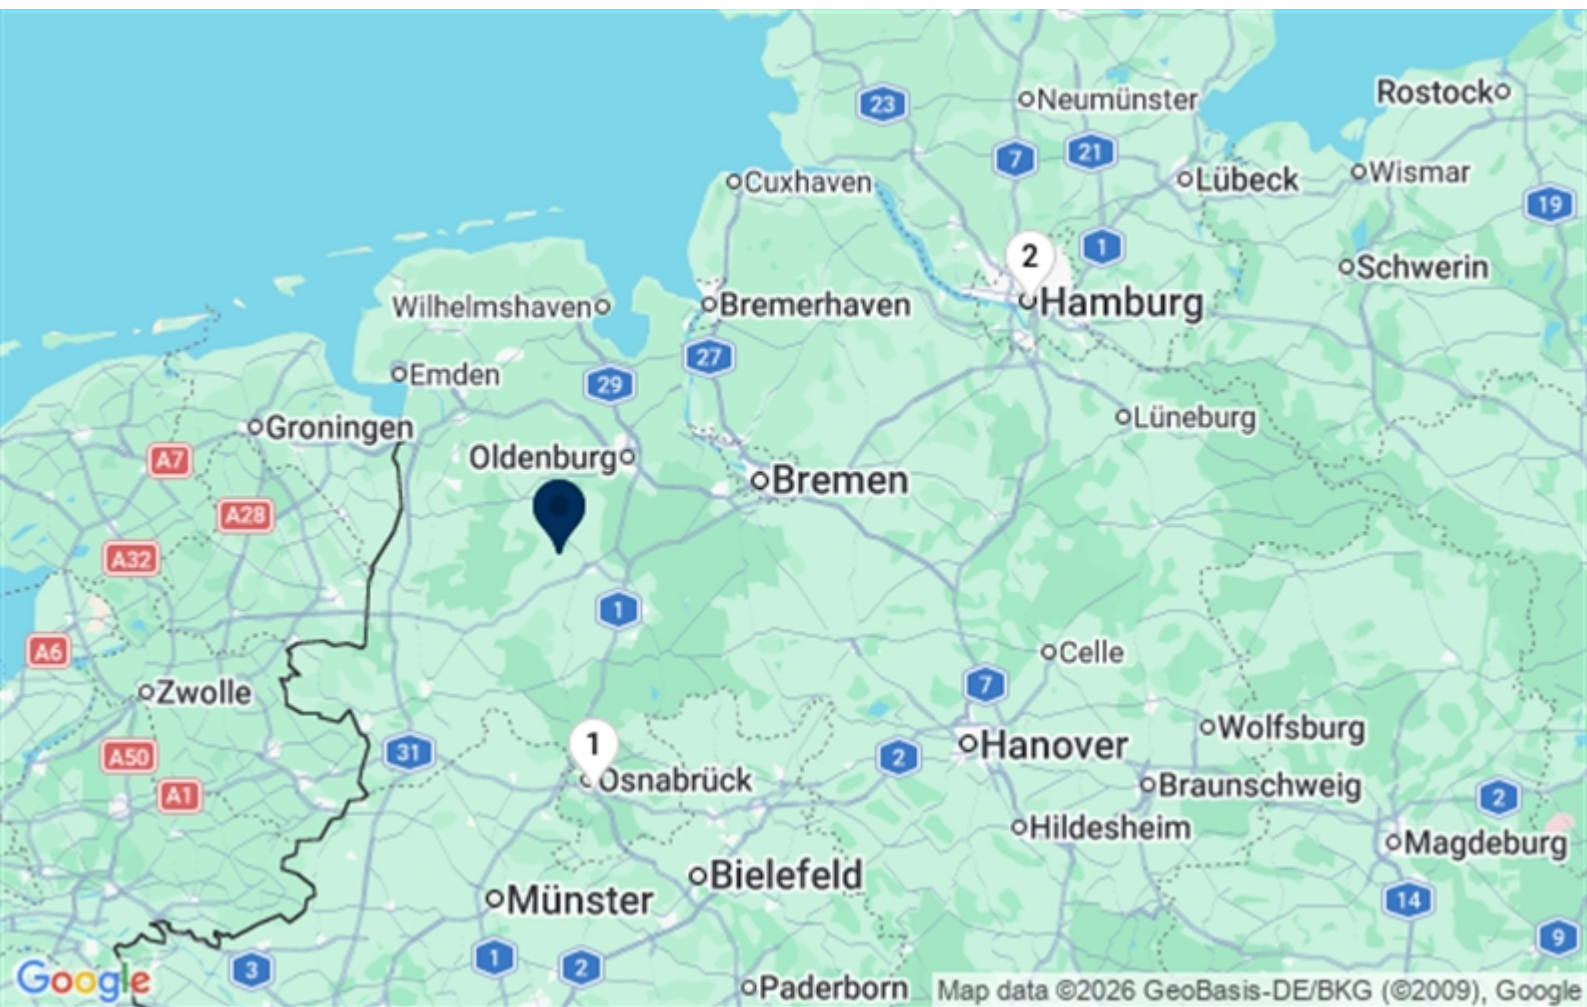 23
Neumünster
Rostock
7
21
Cuxhaven
Lübeck
Wismar
19
1
2
Schwerin
Wilhelmshaven
Bremerhaven
Hamburg
27
Emden
29
Groningen
Lüneburg
A7
Oldenburg
Bremen
A28
A32
1
A6
Celle
7
Zwolle
Wolfsburg
1
Hanover
31
2
A50
Osnabrück
Braunschweig
A1
2
Hildesheim
Magdeburg
Bielefeld
Münster
14
9
1
3
2
Google
Paderborn
Map data ©2026 GeoBasis-DE/BKG (©2009), Google